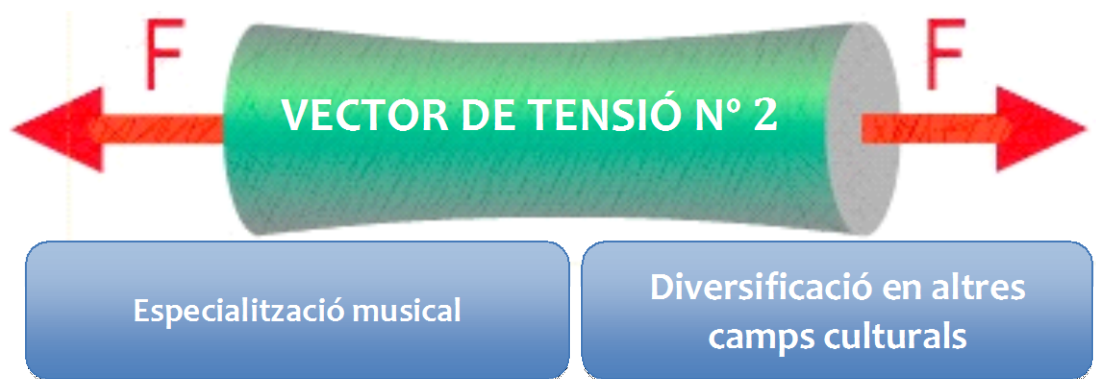 F
F
VECTOR DE TENSIÓ Nº 2
Especialització musical
Diversificació en altres
camps culturals